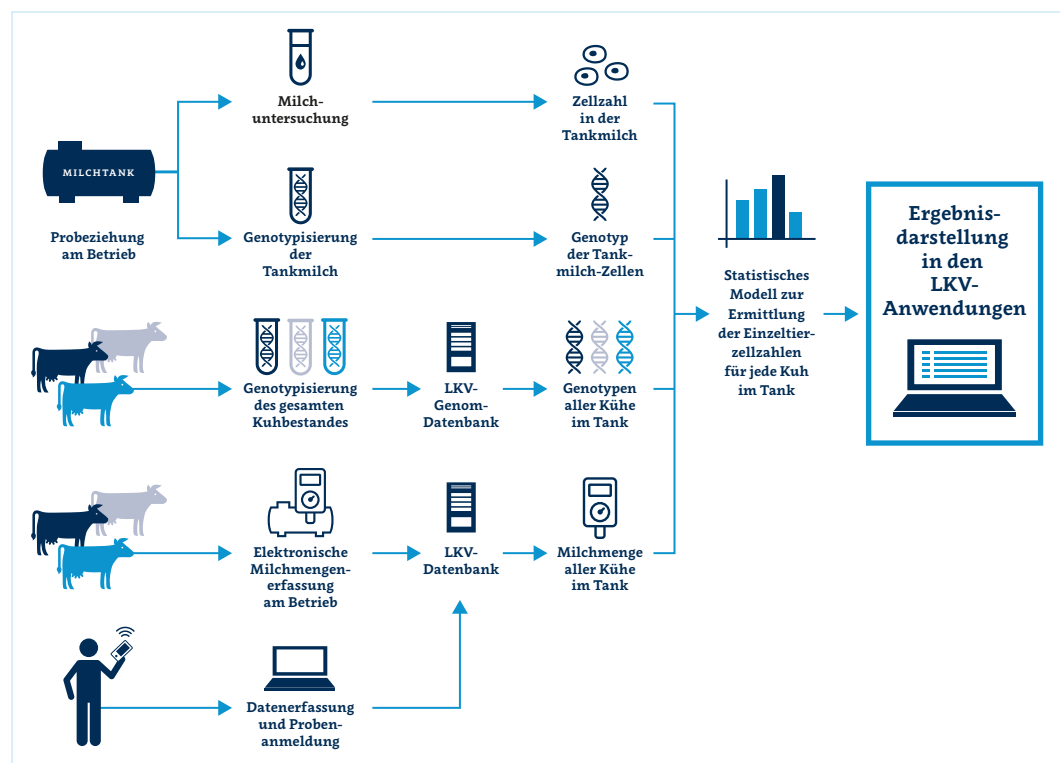 Milch-
untersuchung
Zellzahl
in der
Tankmilch
MILCHTANK
Probeziehung
am Betrieb
Genotypisierung
der
Tankmilch
Genotyp
der Tank-
milch-Zellen
Genotypisierung
des gesamten
Kuhbestandes
LKV-
Genom-
Datenbank
Genotypen
aller Kühe
im Tank
Elektronische
Milchmengen-
erfassung
am Betrieb
LKV-
Datenbank
Milchmenge
aller Kühe
im Tank
Datenerfassung
und Proben-
anmeldung
Statistisches
Modell zur
Ermittlung
der Einzeltier-
zellzahlen
für jede Kuh
im Tank
Ergebnis-
darstellung
in den
LKV-
Anwendungen